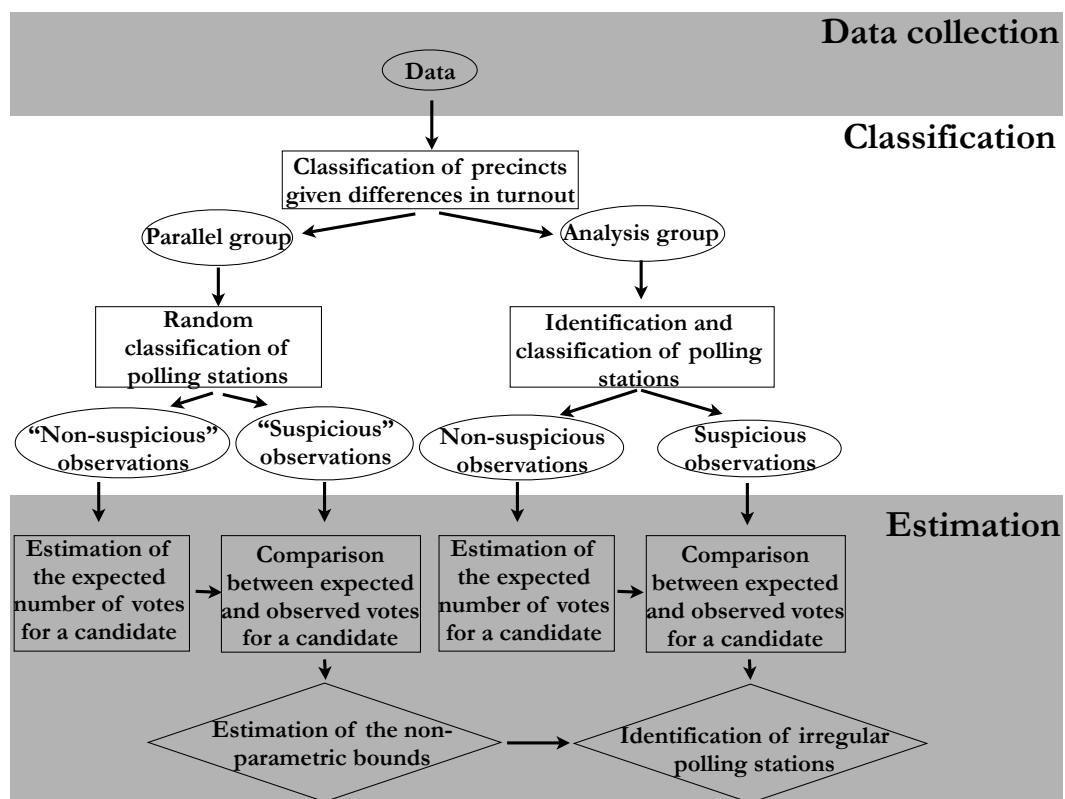 Data collection
Data
Classification
Classification of precincts
given differences in turnout
Parallel group
Analysis group
Random
classification of
polling stations
Identification and
classification of polling
stations
“Non-suspicious”
observations
“Suspicious”
observations
Non-suspicious
observations
Suspicious
observations
Estimation
Estimation of
the expected
number of votes
for a candidate
Comparison
between expected
and observed votes
for a candidate
Estimation of
the expected
number of votes
for a candidate
Comparison
between expected
and observed votes
for a candidate
Estimation of the non-
parametric bounds
Identification of irregular
polling stations